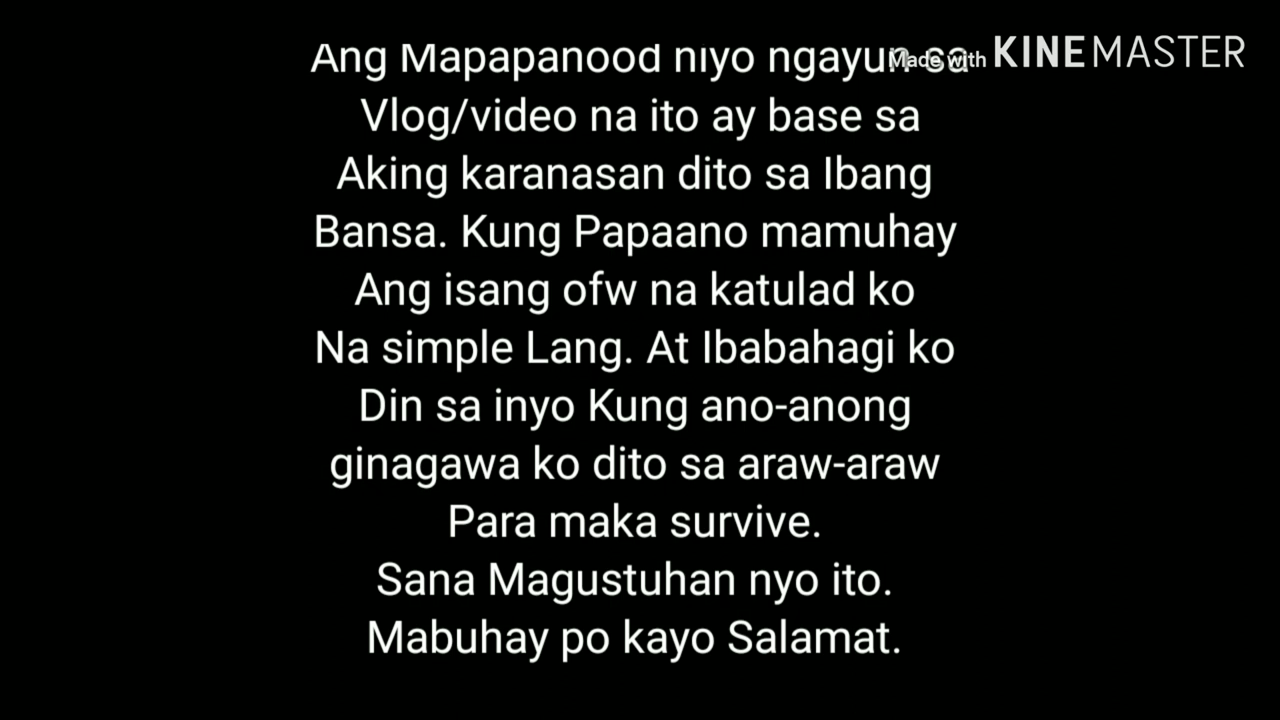 Ang Mapapanood niyo ngayun sa
Made with KINEMASTER
Vlog/video na ito ay base sa
Aking karanasan dito sa Ibang
Bansa. Kung Papaano mamuhay
Ang isang ofw na katulad ko
Na simple Lang. At Ibabahagi ko
Din sa inyo Kung ano-anong
ginagawa ko dito sa araw-araw
Para maka survive.
Sana Magustuhan nyo ito.
Mabuhay po kayo Salamat.